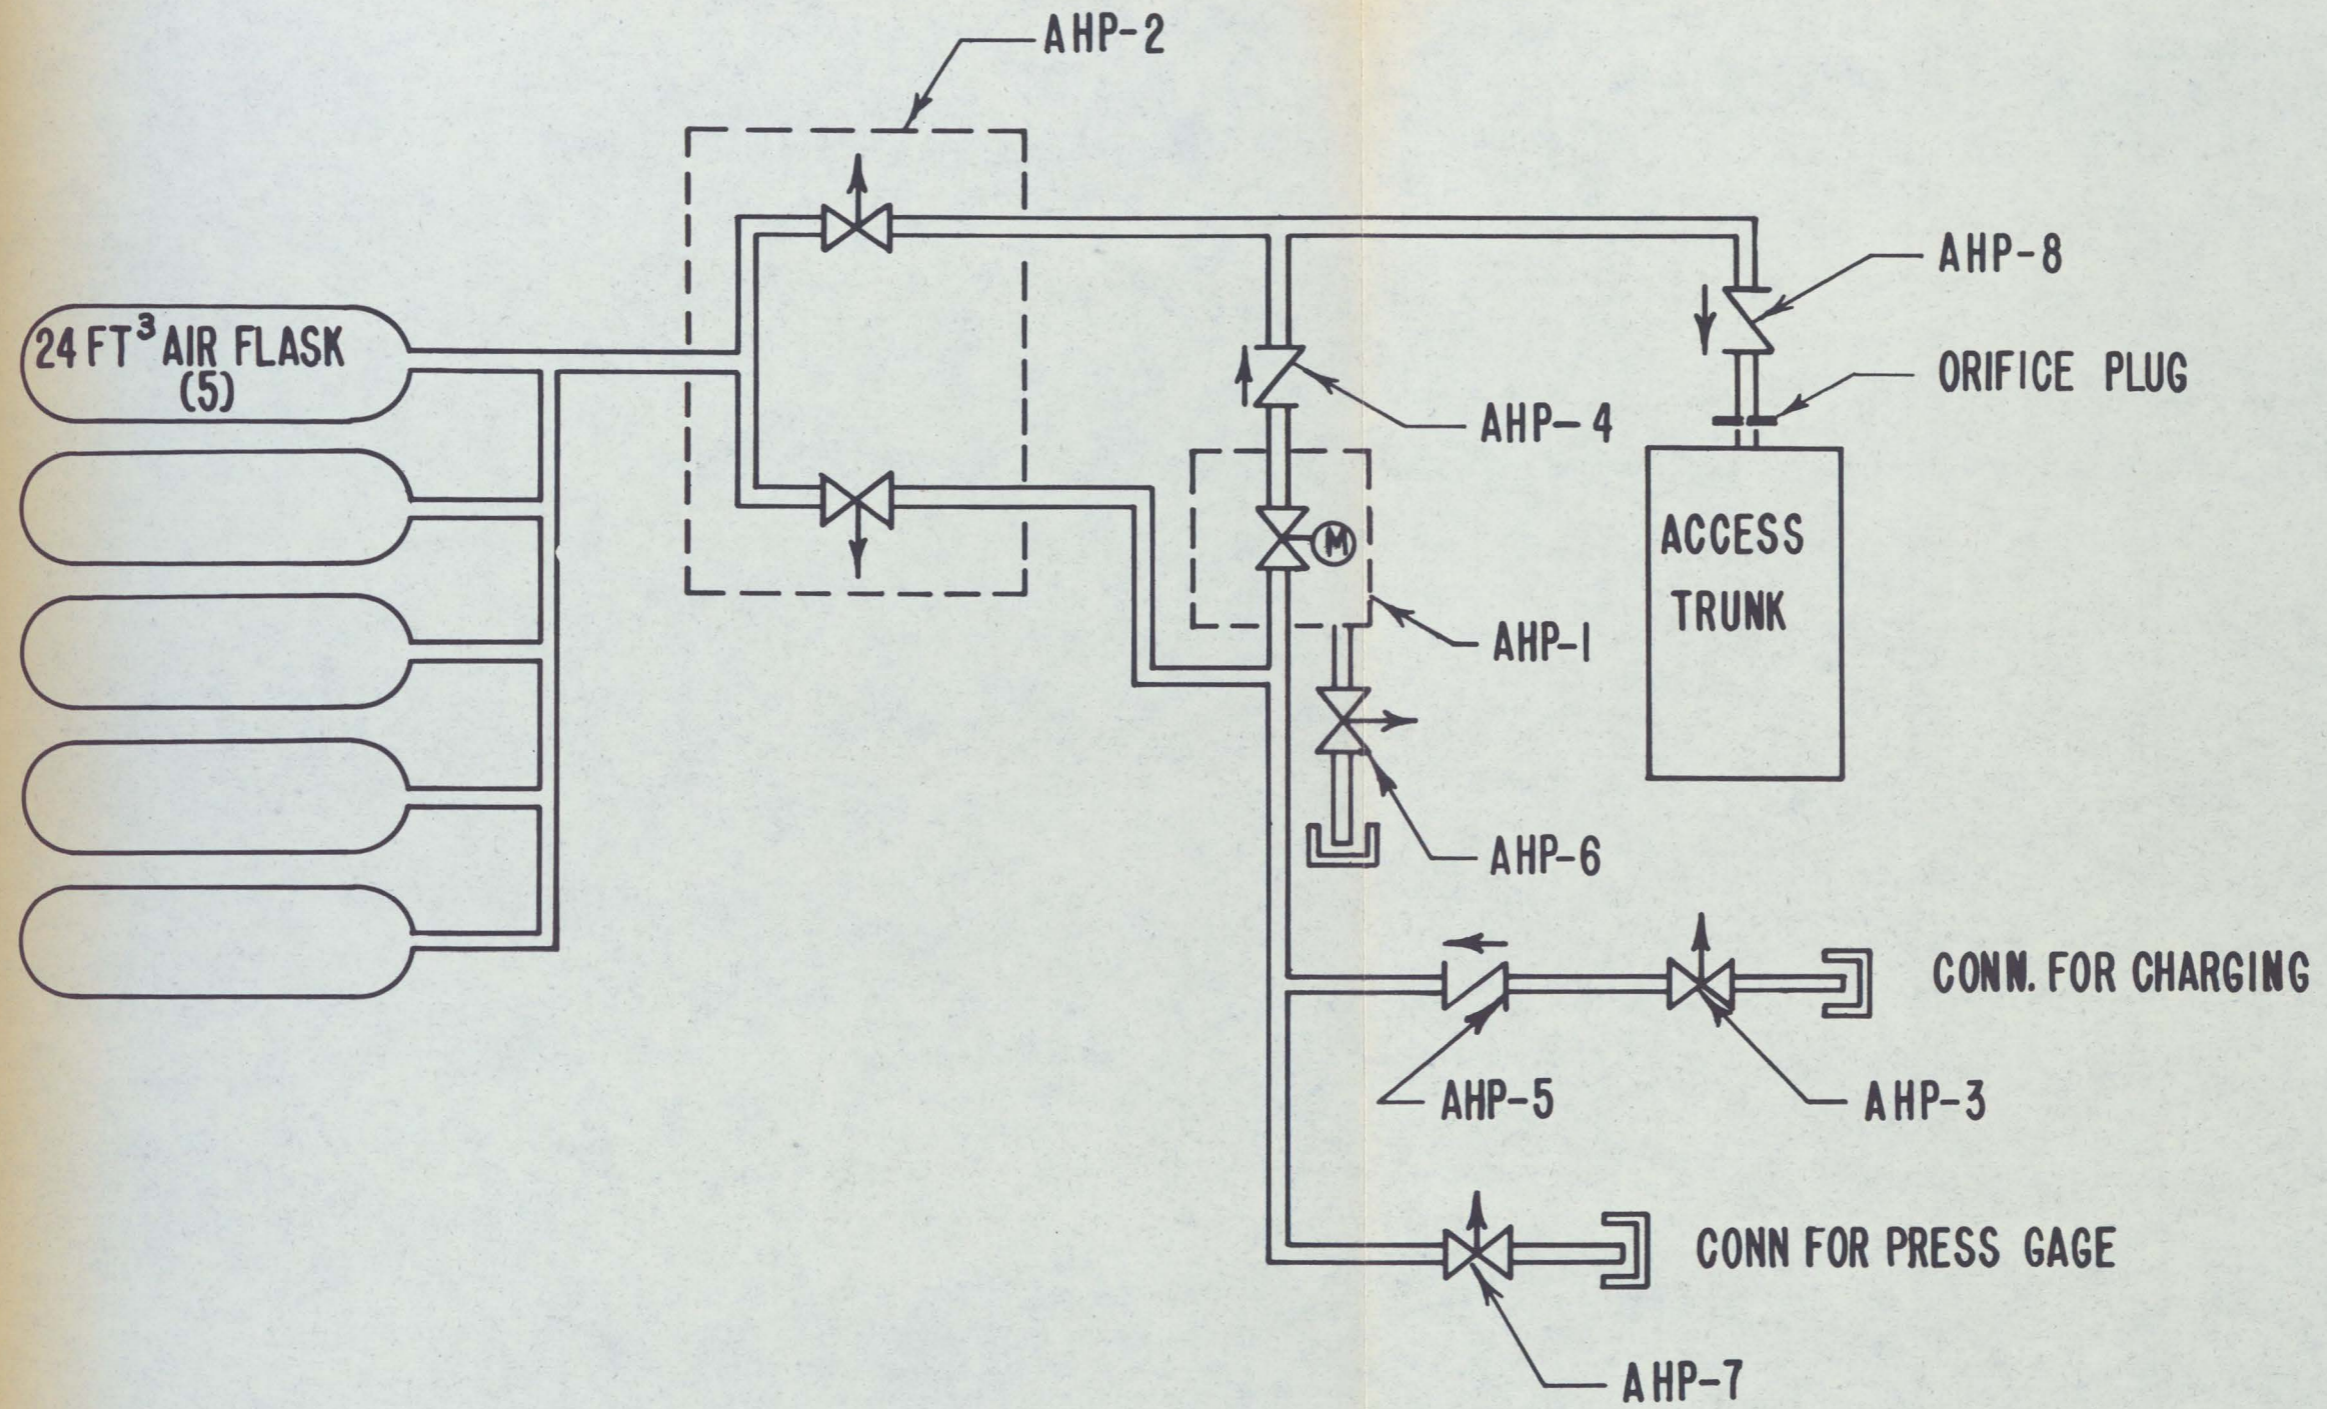 AHP-2
AHP-8
24 FT³ AIR FLASK
(5)
ORIFICE PLUG
AHP-4
ACCESS
TRUNK
M
AHP-1
AHP-6
CONN. FOR CHARGING
AHP-5
AHP-3
CONN FOR PRESS GAGE
AHP-7